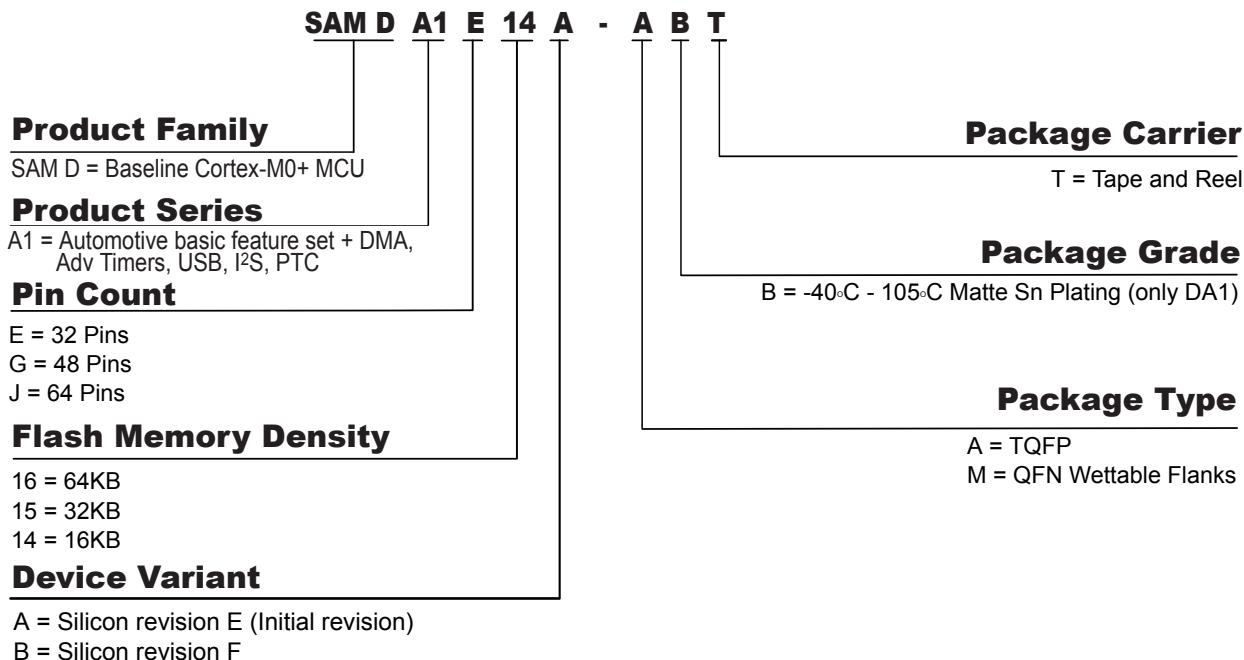 SAM D A1 E 14 A - A B T
Product Family
SAM D = Baseline Cortex-M0+ MCU
Product Series
A1 = Automotive basic feature set + DMA,
Adv Timers, USB, I²S, PTC
Pin Count
E = 32 Pins
G = 48 Pins
J = 64 Pins
Flash Memory Density
16 = 64KB
15 = 32KB
14 = 16KB
Device Variant
A = Silicon revision E (Initial revision)
B = Silicon revision F
Package Carrier
T = Tape and Reel
Package Grade
B = -40°C - 105°C Matte Sn Plating (only DA1)
Package Type
A = TQFP
M = QFN Wettable Flanks